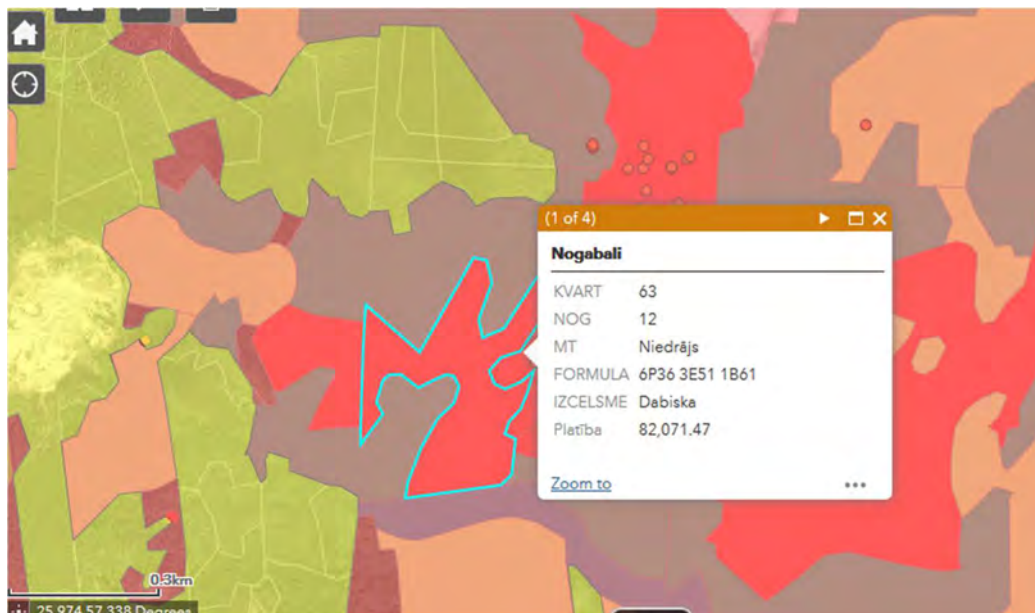 (1 of 4)
Nogabali
KVART 63
NOG 12
MT Niedrājs
FORMULA 6P36 3E51 1B61
IZCELSME Dabiska
Platība 82,071.47
Zoom to
0.3km
25.974 57.338 Degrees